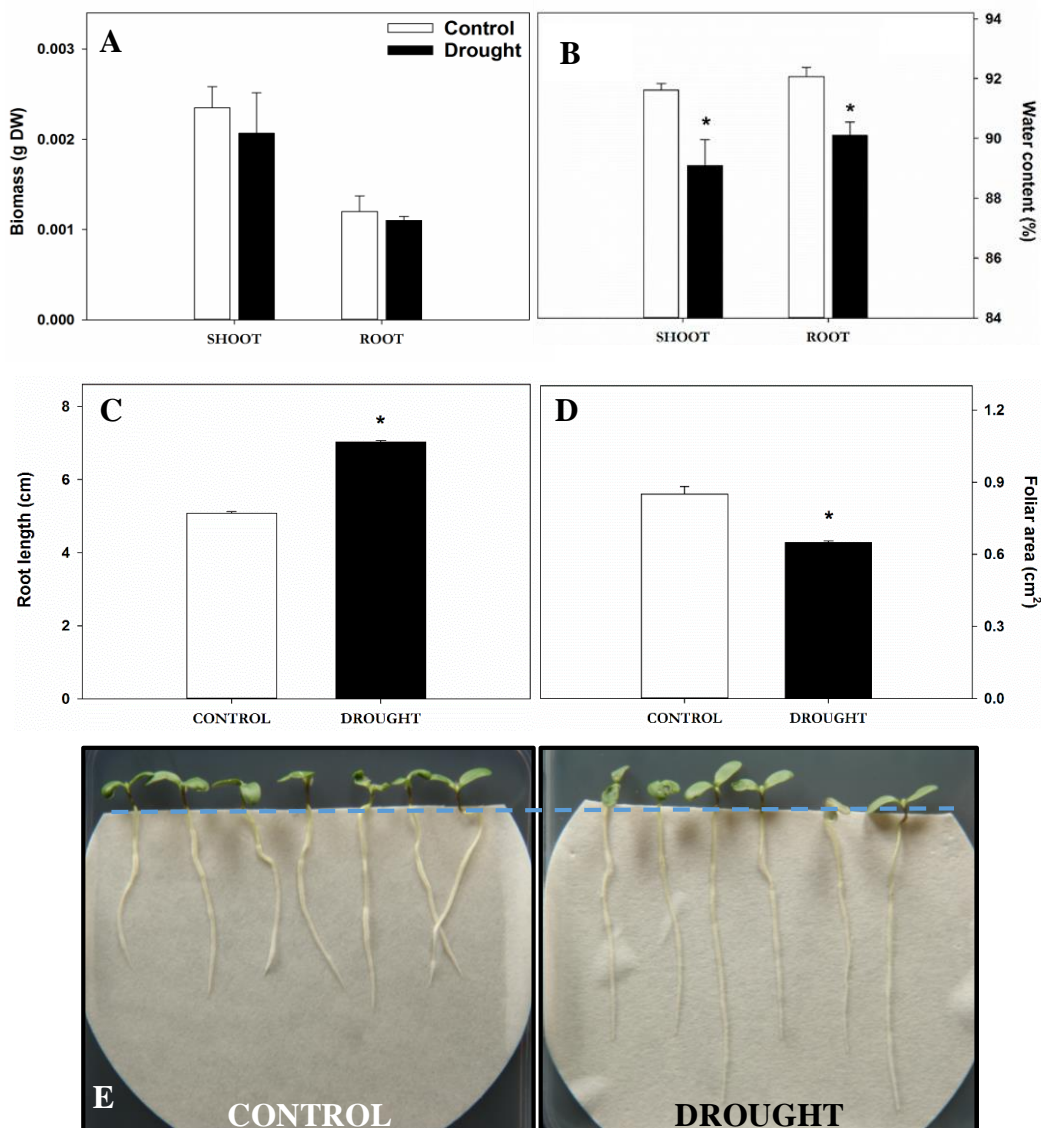 A
Control
Drought
0.003
0.002
0.001
0.000
Biomass (g DW)
SHOOT
ROOT
B
*
*
94
92
90
88
86
84
Water content (%)
SHOOT
ROOT
C
*
8
6
4
2
0
Root length (cm)
CONTROL
DROUGHT
D
*
1.2
0.9
0.6
0.3
0.0
Foliar area (cm²)
CONTROL
DROUGHT
E
CONTROL
DROUGHT